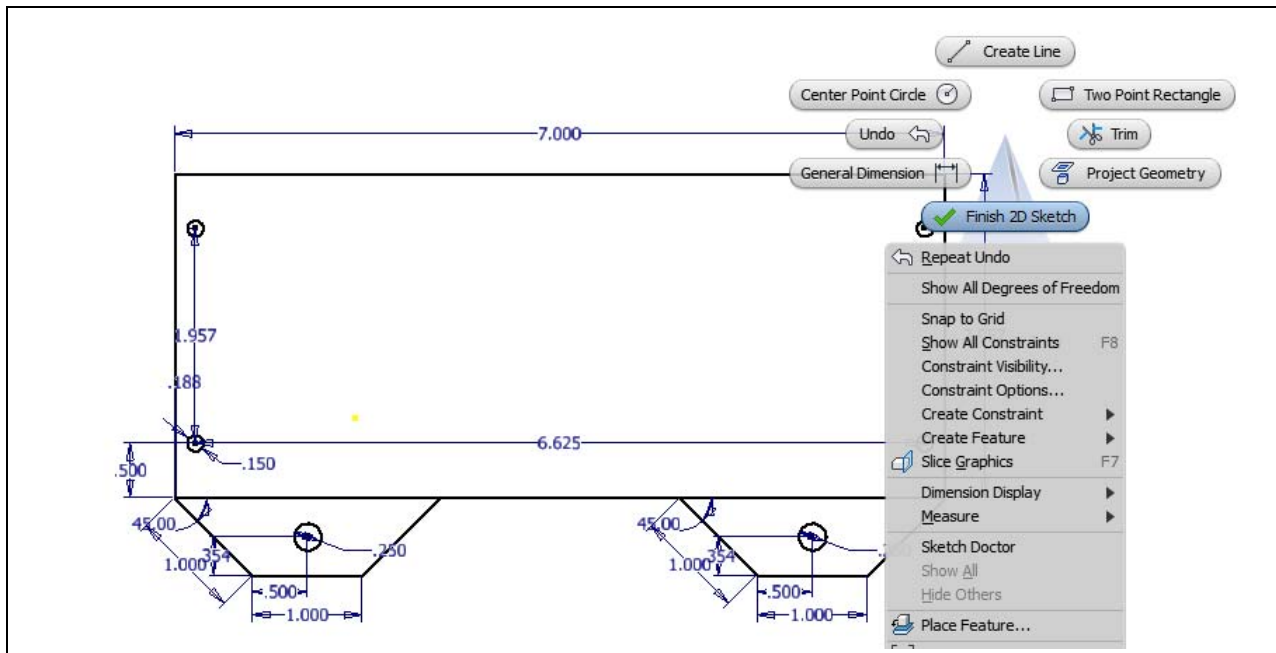 Create Line
Center Point Circle
Two Point Rectangle
7.000
Undo
Trim
General Dimension
Project Geometry
Finish 2D Sketch
Repeat Undo
Show All Degrees of Freedom
Snap to Grid
1.957
Show All Constraints F8
Constraint Visibility...
.188
Constraint Options...
Create Constraint
6.625
Create Feature
.150
.500
Slice Graphics F7
Dimension Display
45.00
45.00
Measure
.354
.250
.354
1.000
1.000
Sketch Doctor
Show All
.500
.500
Hide Others
1.000
1.000
Place Feature...